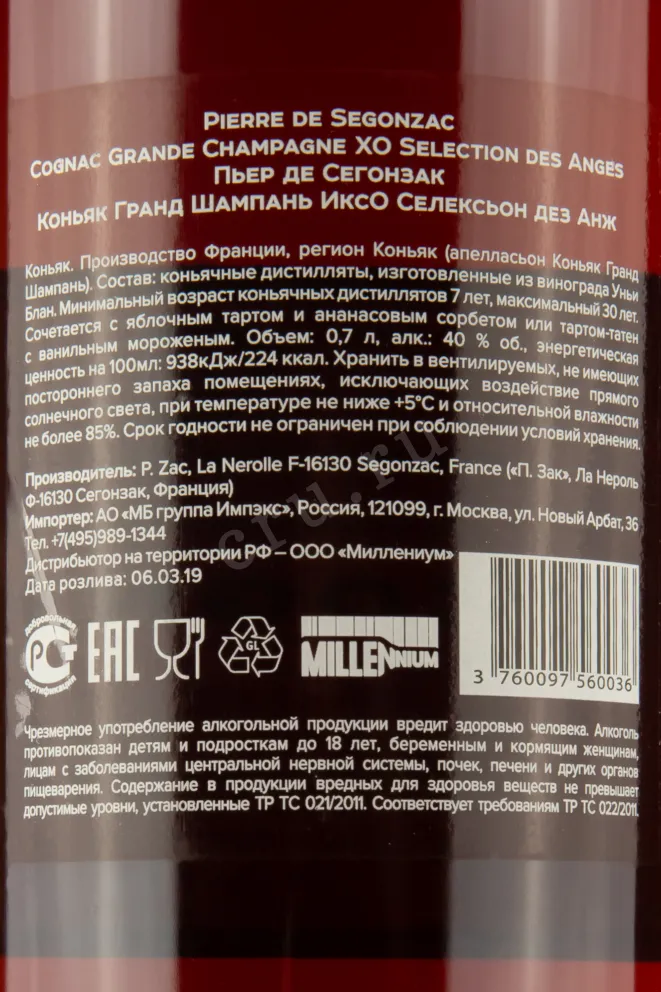 PIERRE DE SEGONZAC
COGNAC GRANDE CHAMPAGNE XO SELECTION DES ANGES
ПЬЕР ДЕ СЕГОНЗАК
КОНЬЯК ГРАНД ШАМПАНЬ ИКСО СЕЛЕКСЬОН ДЕЗ АНЖ
Коньяк. Производство Франции, регион Коньяк (апелласьон Коньяк Гранд
Шампань). Состав: коньячные дистилляты, изготовленные из винограда Уньи
Блан. Минимальный возраст коньячных дистиллятов 7 лет, максимальный 30 лет.
Сочетается с яблочным тартом и ананасовым сорбетом или тартом-татен
с ванильным мороженым. Объем: 0,7 л, алк.: 40 % об., энергетическая
ценность на 100мл: 938кДж/224 ккал. Хранить в вентилируемых, не имеющих
постороннего запаха помещениях, исключающих воздействие прямого
солнечного света, при температуре не ниже +5°С и относительной влажности
не более 85%. Срок годности не ограничен при соблюдении условий хранения.
Производитель: P. Zac, La Nerolle F-16130 Segonzac, France («П. Зак», Ла Нероль
Ф-16130 Сегонзак, Франция)
Импортер: АО «МБ группа Импэкс», Россия, 121099, г. Москва, ул. Новый Арбат, 36
Тел. +7(495)989-1344
Дистрибьютор на территории РФ – ООО «Миллениум»
Дата розлива: 06.03.19
добровольная
РСТ
сертификация
ЕАС
GL
MILLENNIUM
3 760097 560036
Чрезмерное употребление алкогольной продукции вредит здоровью человека. Алкоголь
противопоказан детям и подросткам до 18 лет, беременным и кормящим женщинам,
лицам с заболеваниями центральной нервной системы, почек, печени и других органов
пищеварения. Содержание в продукции вредных для здоровья веществ не превышает
допустимые уровни, установленные ТР ТС 021/2011. Соответствует требованиям ТР ТС 022/2011.
cru.ru